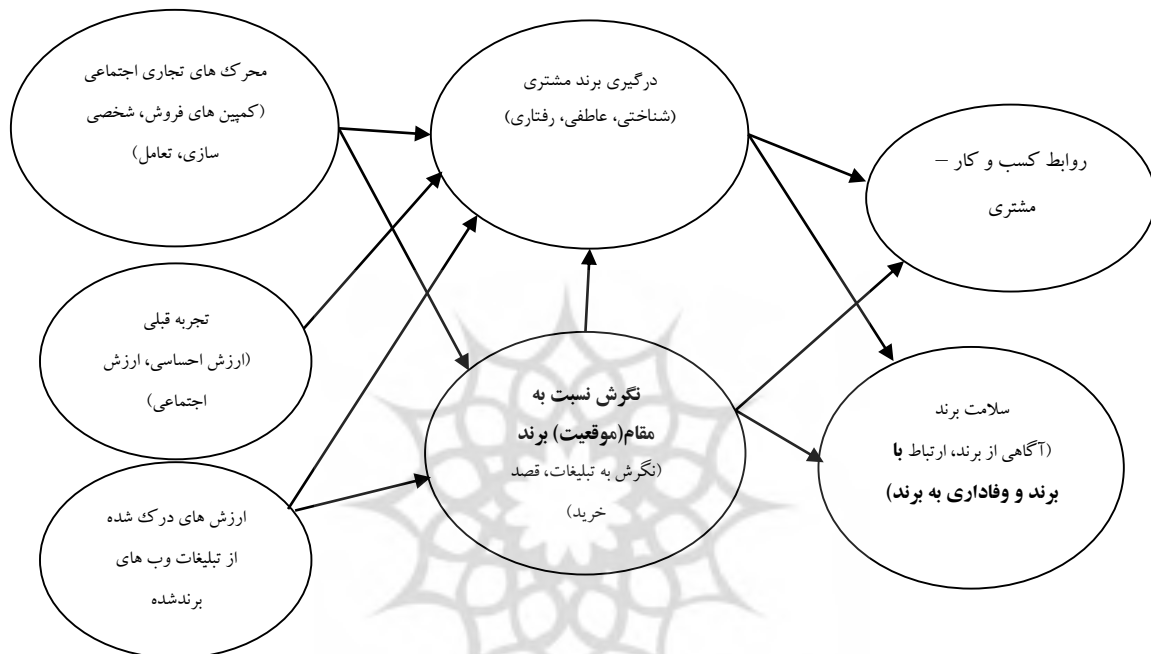 محرک های تجاری اجتماعی
(کمپین های فروش، شخصی
سازی، تعامل)
درگیری برند مشتری
(شناختی، عاطفی، رفتاری)
روابط کسب و کار –
مشتری
تجربه قبلی
(ارزش احساسی، ارزش
اجتماعی)
نگرش نسبت به
مقام(موقعیت) برند
(نگرش به تبلیغات، قصد
خرید)
سلامت برند
(آگاهی از برند، ارتباط با
برند و وفاداری به برند)
ارزش های درک شده
از تبلیغات وب های
برندشده